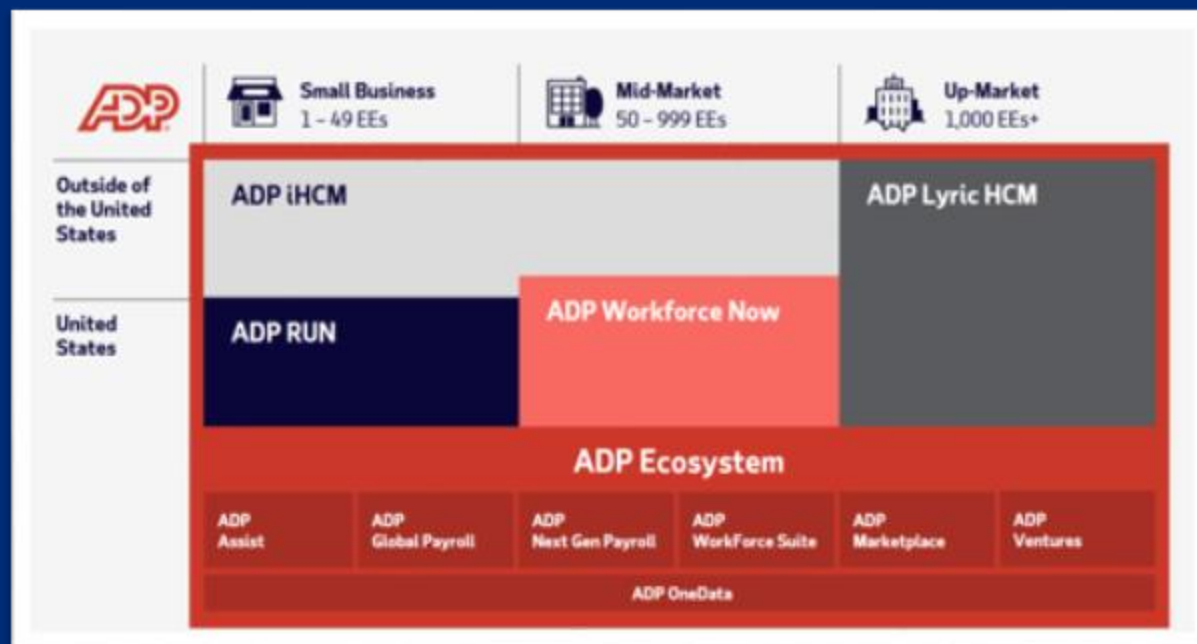 ADP
Small Business
1 – 49 EEs
Mid-Market
50 – 999 EEs
Up-Market
1,000 EEs+
Outside of
the United
States
ADP iHCM
ADP Lyric HCM
United
States
ADP RUN
ADP Workforce Now
ADP Ecosystem
ADP
Assist
ADP
Global Payroll
ADP
Next Gen Payroll
ADP
WorkForce Suite
ADP
Marketplace
ADP
Ventures
ADP OneData